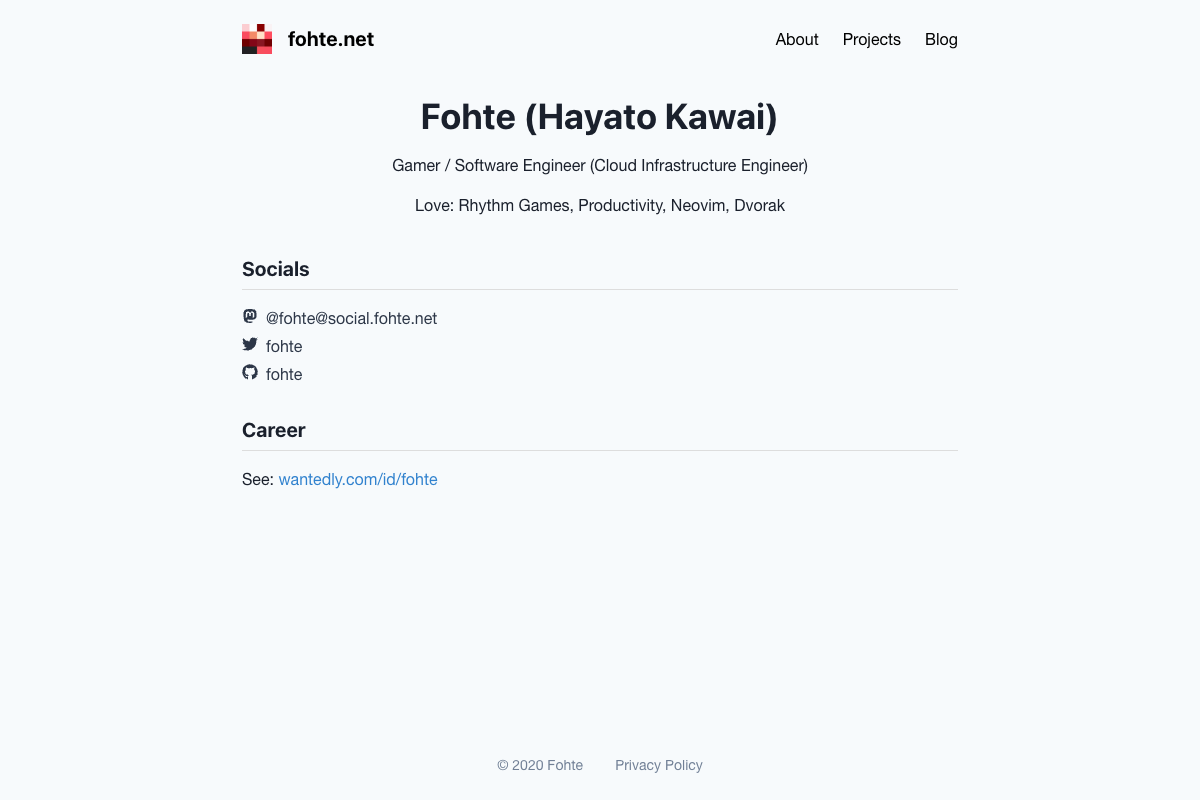 fohte.net
About Projects Blog
Fohte (Hayato Kawai)
Gamer / Software Engineer (Cloud Infrastructure Engineer)
Love: Rhythm Games, Productivity, Neovim, Dvorak
Socials
@fohte@social.fohte.net
fohte
fohte
Career
See: wantedly.com/id/fohte
© 2020 Fohte Privacy Policy